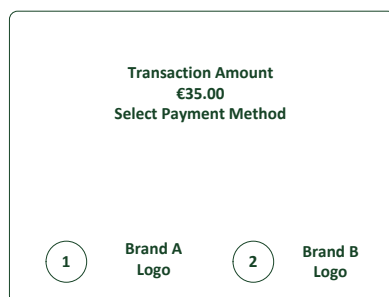 Transaction Amount
€35.00
Select Payment Method
1
Brand A
Logo
2
Brand B
Logo